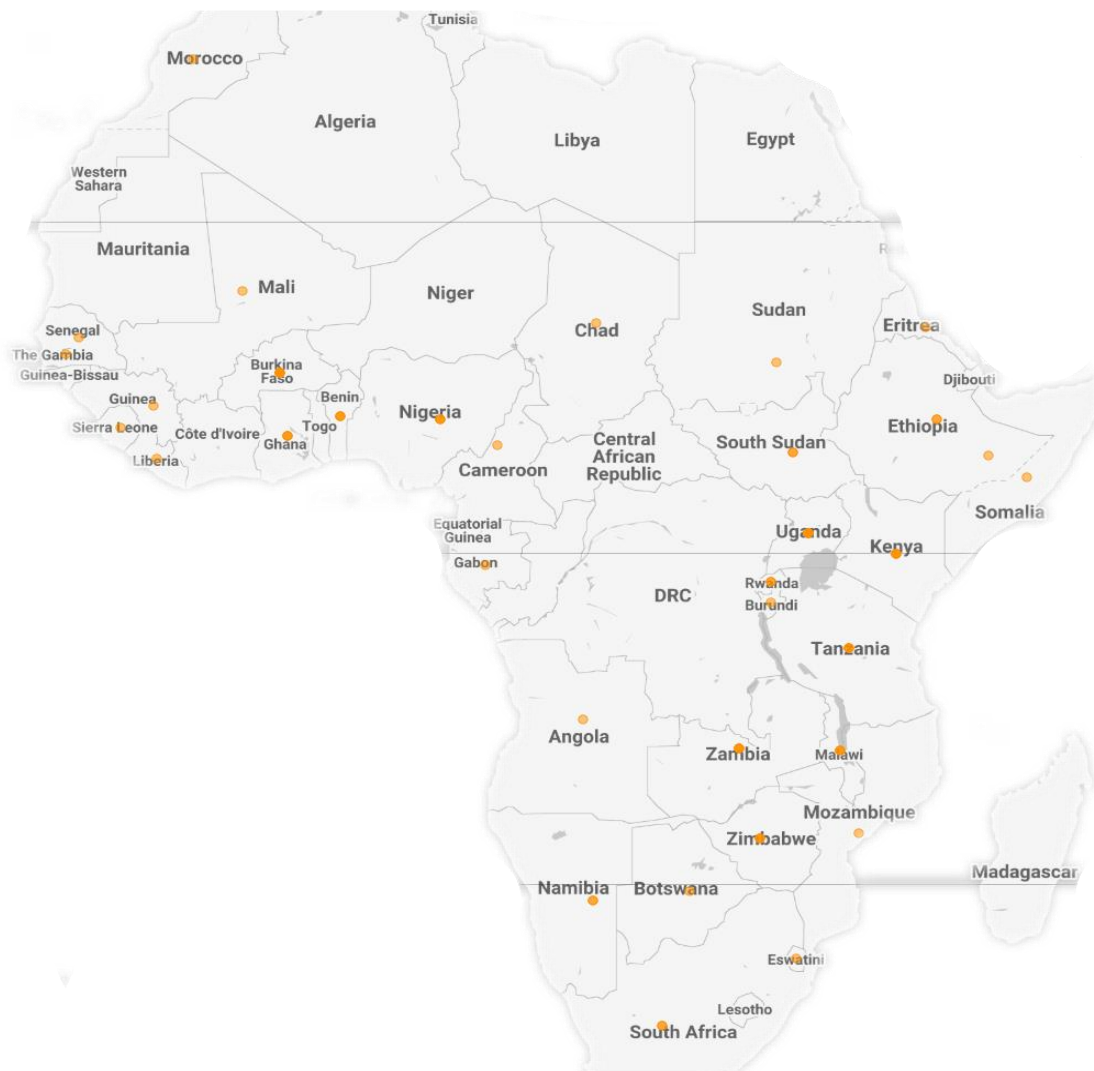 Tunisia
Morocco
Algeria
Libya
Egypt
Western
Sahara
Mauritania
Mali
Niger
Chad
Sudan
Eritrea
Senegal
The Gambia
Guinea-Bissau
Burkina
Faso
Djibouti
Guinea
Benin
Nigeria
Sierra Leone
Côte d'Ivoire
Togo
Ghana
Ethiopia
Central
African
Republic
South Sudan
Liberia
Cameroon
Somalia
Equatorial
Guinea
Uganda
Kenya
Gabon
Rwanda
DRC
Burundi
Tanzania
Angola
Zambia
Malawi
Mozambique
Zimbabwe
Madagascar
Namibia
Botswana
Eswatini
Lesotho
South Africa